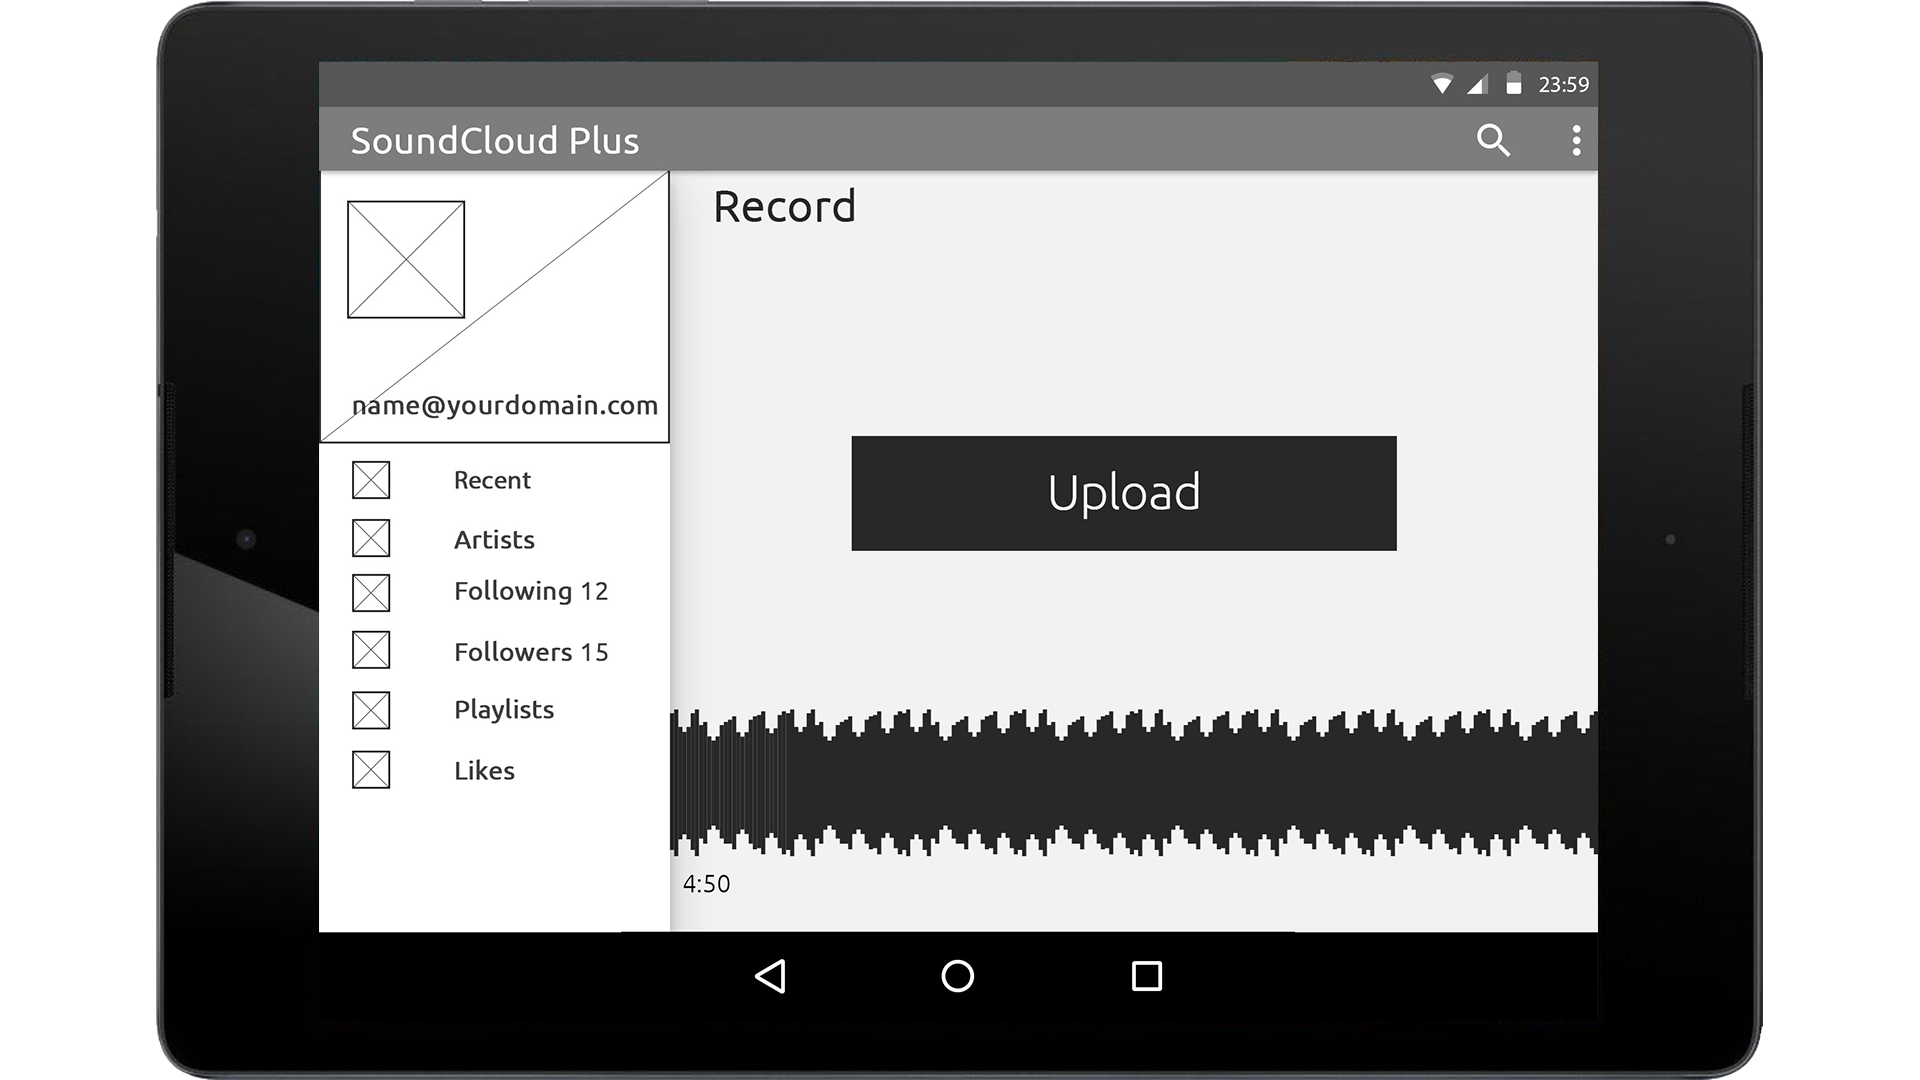 23:59
SoundCloud Plus
Record
name@yourdomain.com
Recent
Artists
Following 12
Followers 15
Playlists
Likes
Upload
4:50